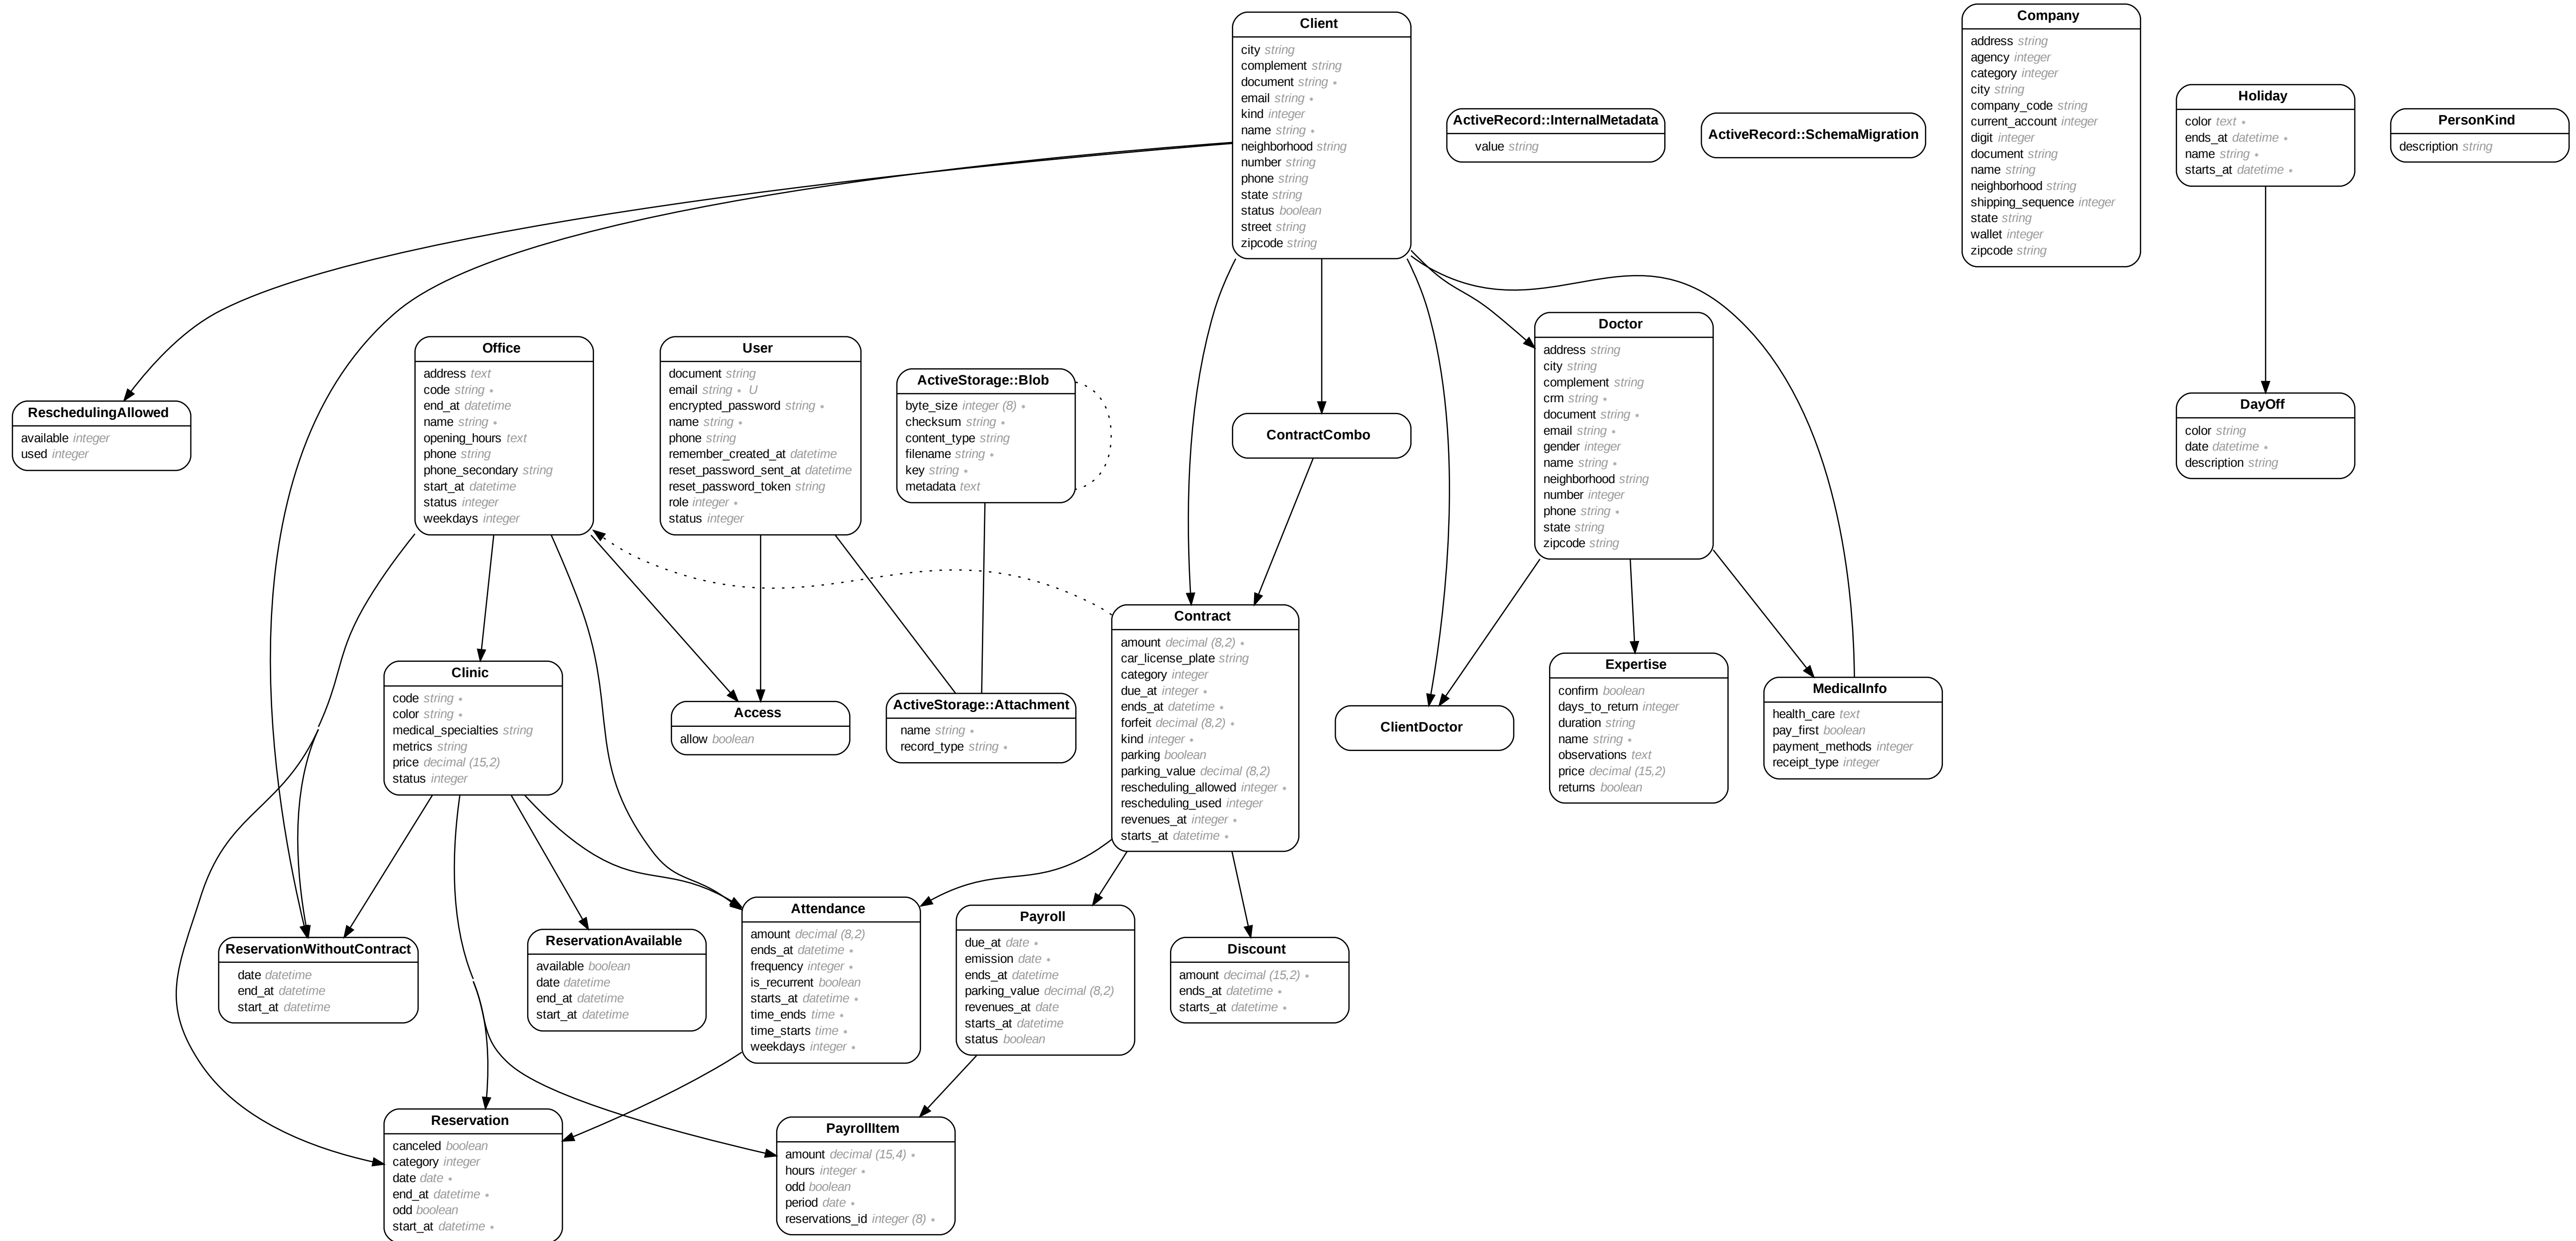 Client
city string
complement string
document string ∗
email string ∗
kind integer
name string ∗
neighborhood string
number string
phone string
state string
status boolean
street string
zipcode string
ActiveRecord::InternalMetadata
value string
ActiveRecord::SchemaMigration
Company
address string
agency integer
category integer
city string
company_code string
current_account integer
digit integer
document string
name string
neighborhood string
shipping_sequence integer
state string
wallet integer
zipcode string
Holiday
color text ∗
ends_at datetime ∗
name string ∗
starts_at datetime ∗
PersonKind
description string
ReschedulingAllowed
available integer
used integer
Office
address text
code string ∗
end_at datetime
name string ∗
opening_hours text
phone string
phone_secondary string
start_at datetime
status integer
weekdays integer
User
document string
email string ∗ U
encrypted_password string ∗
name string ∗
phone string
remember_created_at datetime
reset_password_sent_at datetime
reset_password_token string
role integer ∗
status integer
ActiveStorage::Blob
byte_size integer (8) ∗
checksum string ∗
content_type string
filename string ∗
key string ∗
metadata text
ContractCombo
Doctor
address string
city string
complement string
crm string ∗
document string ∗
email string ∗
gender integer
name string ∗
neighborhood string
number integer
phone string ∗
state string
zipcode string
DayOff
color string
date datetime ∗
description string
Clinic
code string ∗
color string ∗
medical_specialties string
metrics string
price decimal (15,2)
status integer
Access
allow boolean
ActiveStorage::Attachment
name string ∗
record_type string ∗
Contract
amount decimal (8,2) ∗
car_license_plate string
category integer
due_at integer ∗
ends_at datetime ∗
forfeit decimal (8,2) ∗
kind integer ∗
parking boolean
parking_value decimal (8,2)
rescheduling_allowed integer ∗
rescheduling_used integer
revenues_at integer ∗
starts_at datetime ∗
ClientDoctor
Expertise
confirm boolean
days_to_return integer
duration string
name string ∗
observations text
price decimal (15,2)
returns boolean
MedicalInfo
health_care text
pay_first boolean
payment_methods integer
receipt_type integer
ReservationWithoutContract
date datetime
end_at datetime
start_at datetime
ReservationAvailable
available boolean
date datetime
end_at datetime
start_at datetime
Attendance
amount decimal (8,2)
ends_at datetime ∗
frequency integer ∗
is_recurrent boolean
starts_at datetime ∗
time_ends time ∗
time_starts time ∗
weekdays integer ∗
Payroll
due_at date ∗
emission date ∗
ends_at datetime
parking_value decimal (8,2)
revenues_at date
starts_at datetime
status boolean
Discount
amount decimal (15,2) ∗
ends_at datetime ∗
starts_at datetime ∗
Reservation
canceled boolean
category integer
date date ∗
end_at datetime ∗
odd boolean
start_at datetime ∗
PayrollItem
amount decimal (15,4) ∗
hours integer ∗
odd boolean
period date ∗
reservations_id integer (8) ∗